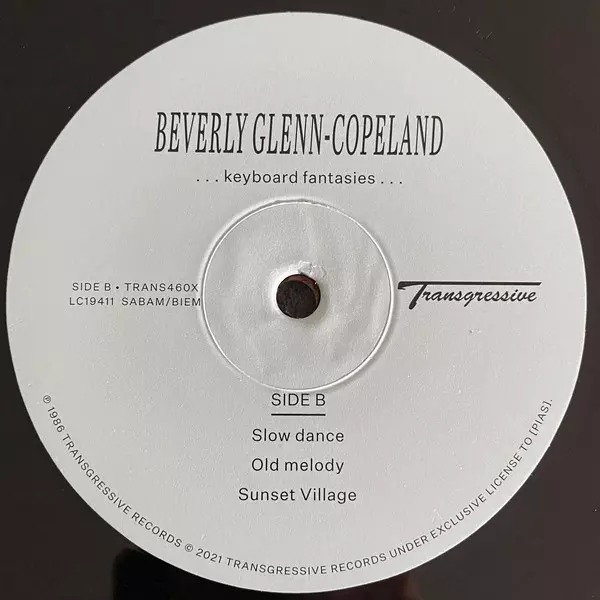 BEVERLY GLENN-COPELAND
...keyboard fantasies...
SIDE B • TRANS460X
LC19411 SABAM/BIEM
Transgressive
SIDE B
Slow dance
Old melody
Sunset Village
℗ 1986 TRANSGRESSIVE RECORDS © 2021 TRANSGRESSIVE RECORDS UNDER EXCLUSIVE LICENSE TO [PIAS].